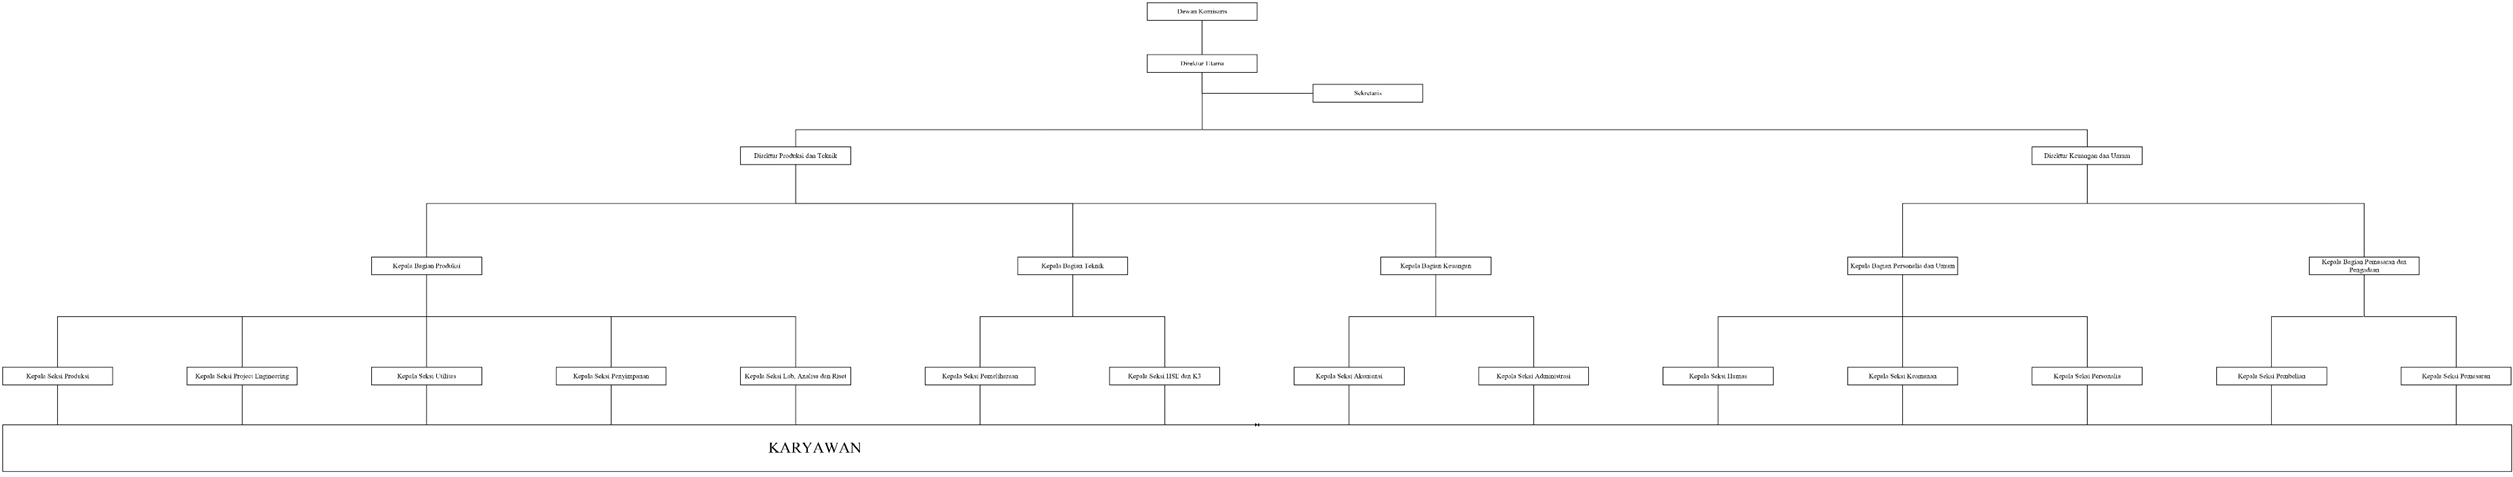 Dewan Komisaris
Direktur Utama
Sekretaris
Direktur Produksi dan Teknik
Direktur Keuangan dan Umum
Kepala Bagian Produksi
Kepala Bagian Teknik
Kepala Bagian Keuangan
Kepala Bagian Personalia dan Umum
Kepala Bagian Pemasaran dan
Pengadaan
Kepala Seksi Produksi
Kepala Seksi Project Engineering
Kepala Seksi Utilitas
Kepala Seksi Penyimpanan
Kepala Seksi Lab, Analisa dan Riset
Kepala Seksi Pemeliharaan
Kepala Seksi HSE dan K3
Kepala Seksi Akuntansi
Kepala Seksi Administrasi
Kepala Seksi Humas
Kepala Seksi Keamanan
Kepala Seksi Personalia
Kepala Seksi Pembelian
Kepala Seksi Pemasaran
KARYAWAN